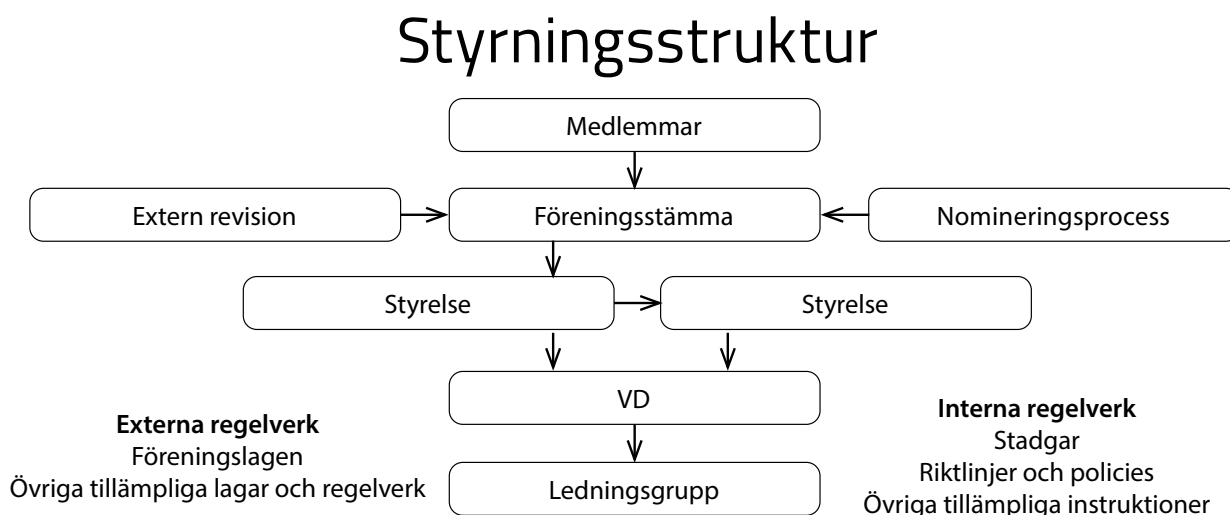 Styrningsstruktur
Medlemmar
Extern revision
Föreningsstämma
Nomineringsprocess
Styrelse
Styrelse
VD
Externa regelverk
Föreningslagen
Övriga tillämpliga lagar och regelverk
Interna regelverk
Stadgar
Riktlinjer och policies
Övriga tillämpliga instruktioner
Ledningsgrupp